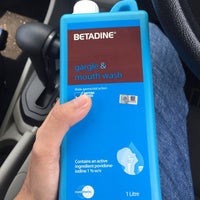 BETADINE®
gargle &
mouth wash
Contains an active
ingredient povidone-
iodine 1 % w/v
1 Litre